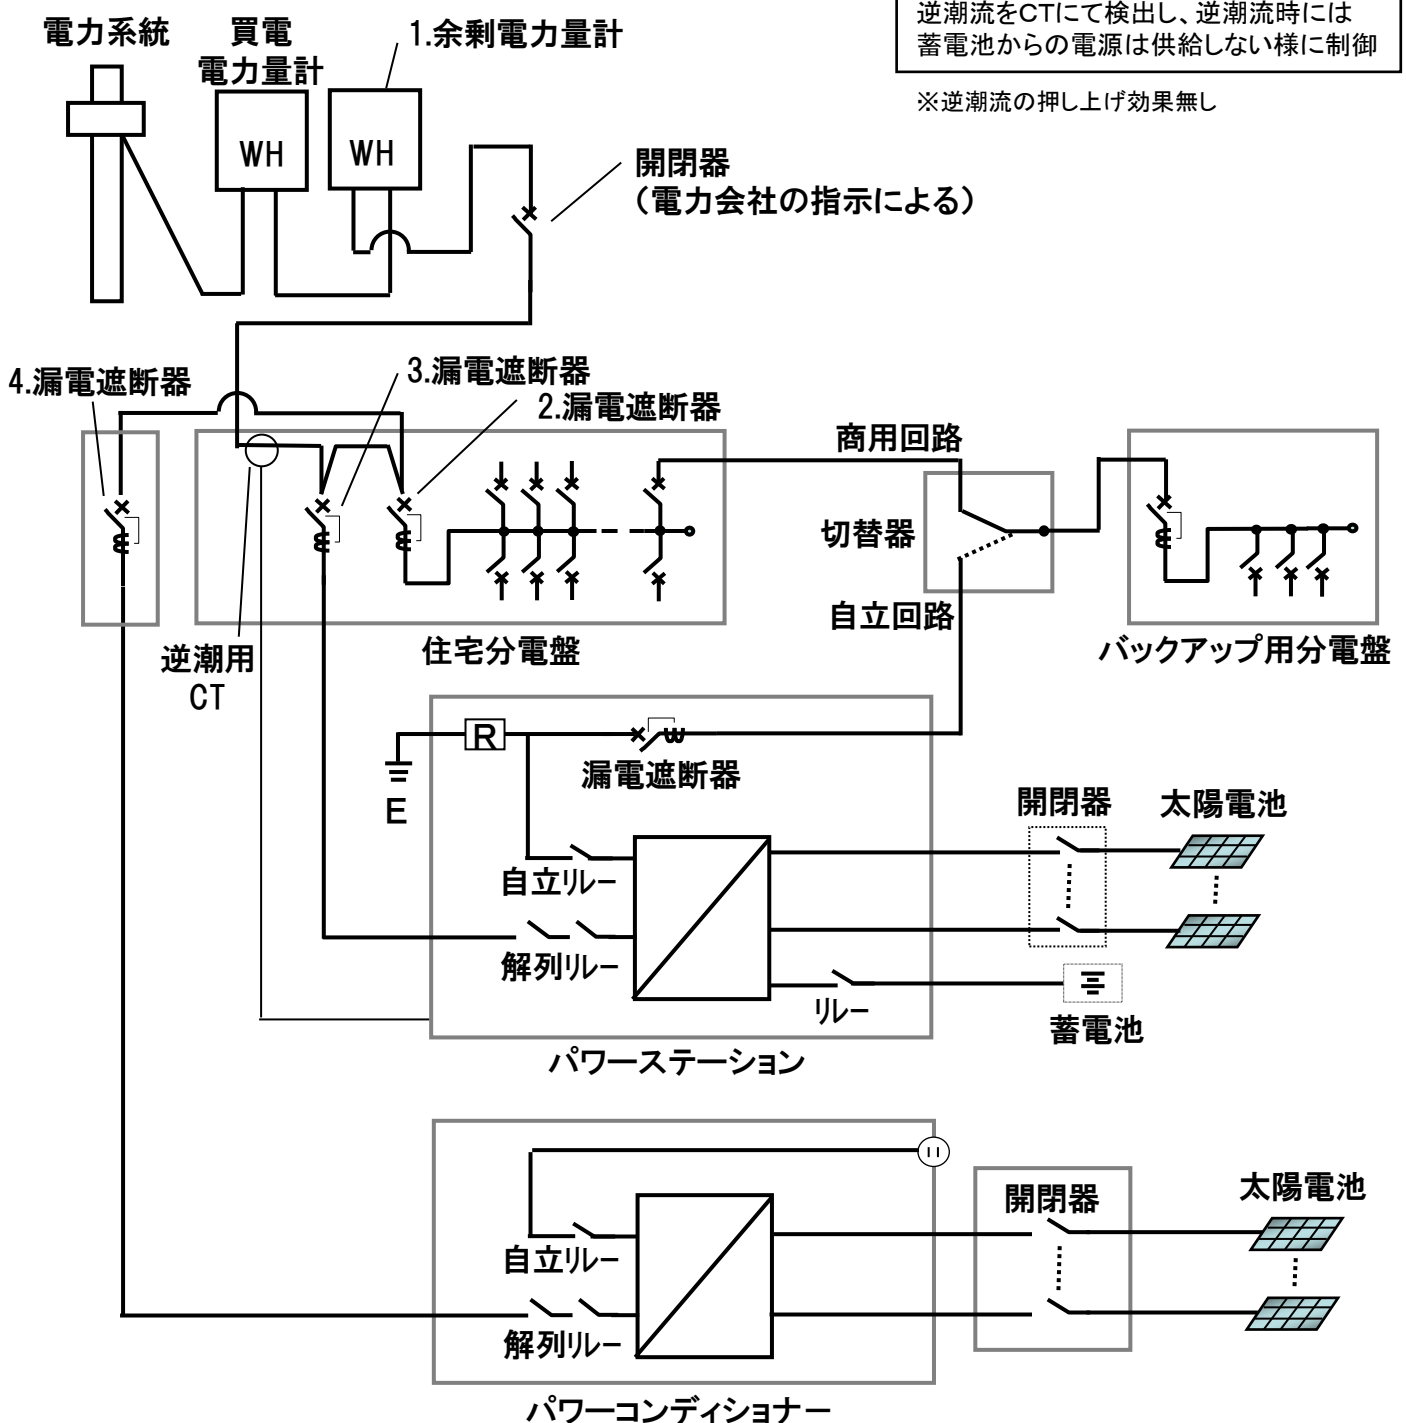 逆潮流をCTにて検出し、逆潮流時には
蓄電池からの電源は供給しない様に制御
※逆潮流の押し上げ効果無し
電力系統
買電
電力量計
1.余剰電力量計
WH
WH
開閉器
（電力会社の指示による）
4.漏電遮断器
3.漏電遮断器
2.漏電遮断器
商用回路
切替器
自立回路
逆潮用
CT
住宅分電盤
バックアップ用分電盤
R
漏電遮断器
E
開閉器
太陽電池
自立リレー
解列リレー
リレー
蓄電池
パワーステーション
開閉器
太陽電池
自立リレー
解列リレー
パワーコンディショナー